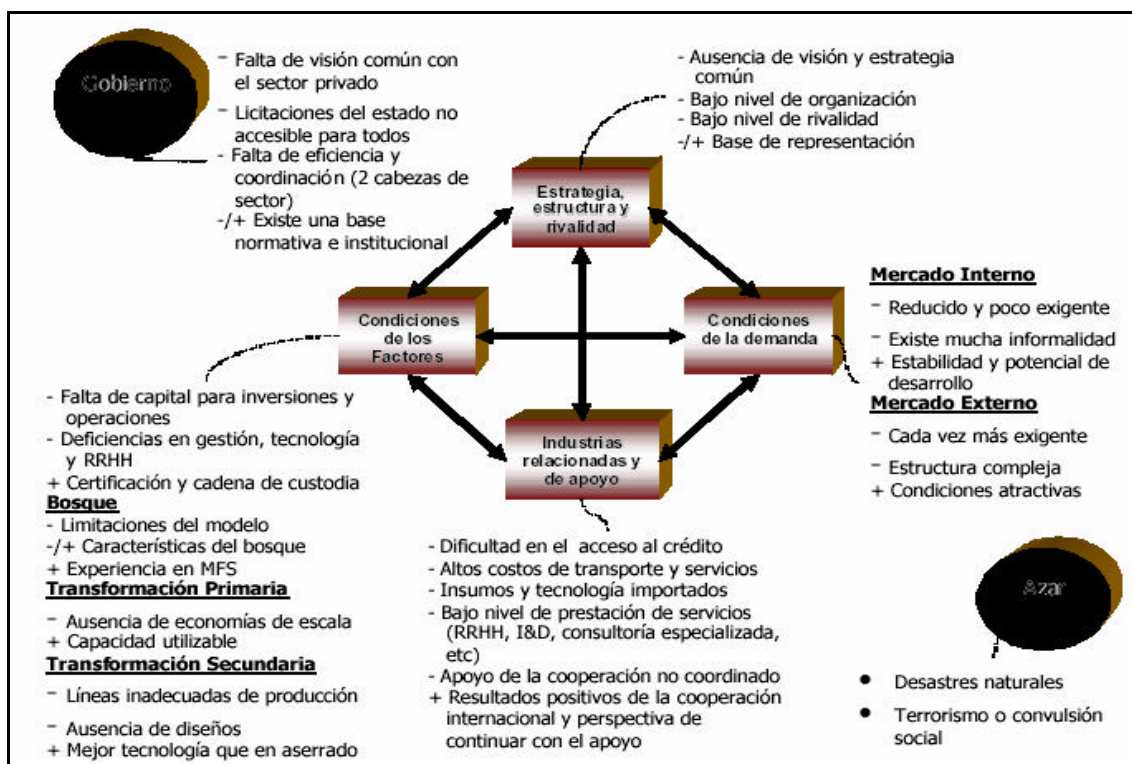 Gobierno
- Falta de visión común con
el sector privado
- Licitaciones del estado no
accesible para todos
- Falta de eficiencia y
coordinación (2 cabezas de
sector)
-/+ Existe una base
normativa e institucional
- Ausencia de visión y estrategia
común
- Bajo nivel de organización
- Bajo nivel de rivalidad
-/+ Base de representación
Estrategia,
estructura y
rivalidad
Condiciones
de los
Factores
Condiciones
de la demanda
Industrias
relacionadas y
de apoyo
Mercado Interno
- Reducido y poco exigente
- Existe mucha informalidad
+ Estabilidad y potencial de
desarrollo
Mercado Externo
- Cada vez más exigente
- Estructura compleja
+ Condiciones atractivas
- Falta de capital para inversiones y
operaciones
- Deficiencias en gestión, tecnología
y RRHH
+ Certificación y cadena de custodia
Bosque
- Limitaciones del modelo
-/+ Características del bosque
+ Experiencia en MFS
Transformación Primaria
- Ausencia de economías de escala
+ Capacidad utilizable
Transformación Secundaria
- Líneas inadecuadas de producción
- Ausencia de diseños
+ Mejor tecnología que en aserrado
- Dificultad en el acceso al crédito
- Altos costos de transporte y servicios
- Insumos y tecnología importados
- Bajo nivel de prestación de servicios
(RRHH, I&D, consultoría especializada,
etc)
- Apoyo de la cooperación no coordinado
+ Resultados positivos de la cooperación
internacional y perspectiva de
continuar con el apoyo
Azar
• Desastres naturales
• Terrorismo o convulsión
social